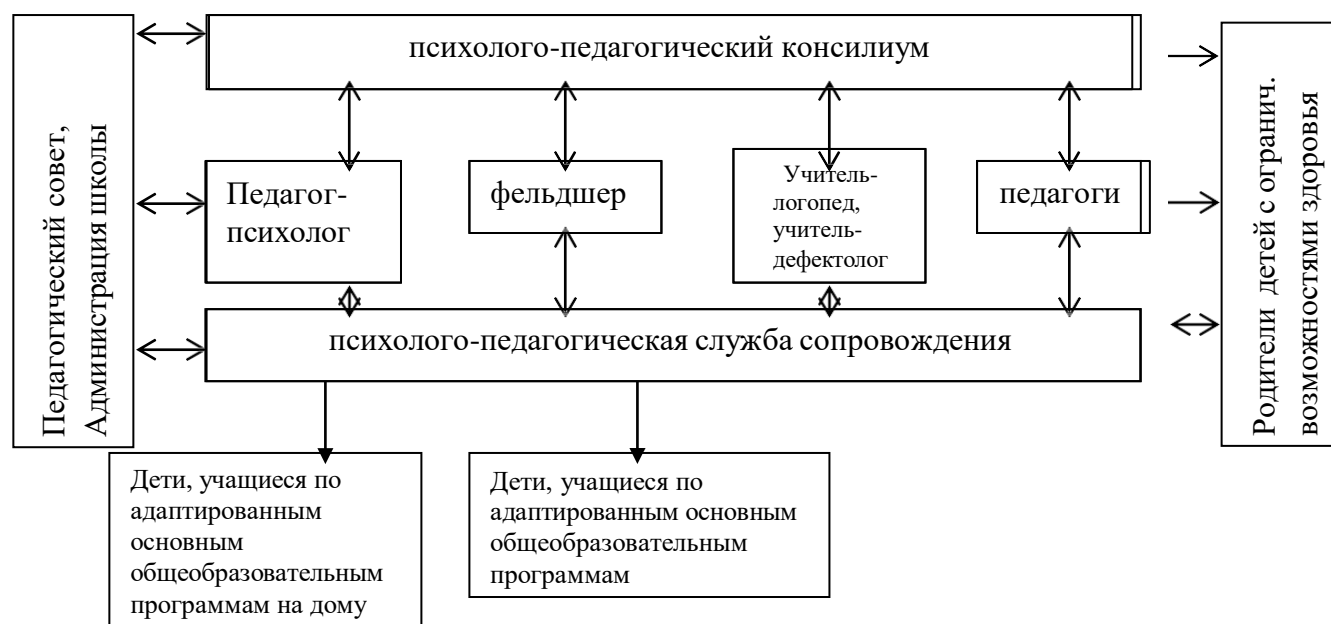 Педагогический совет,
Администрация школы
психолого-педагогический консилиум
Педагог-
психолог
фельдшер
Учитель-
логопед,
учитель-
дефектолог
педагоги
психолого-педагогическая служба сопровождения
Родители детей с огранич.
возможностями здоровья
Дети, учащиеся по
адаптированным
основным
общеобразовательным
программам на дому
Дети, учащиеся по
адаптированным основным
общеобразовательным
программам